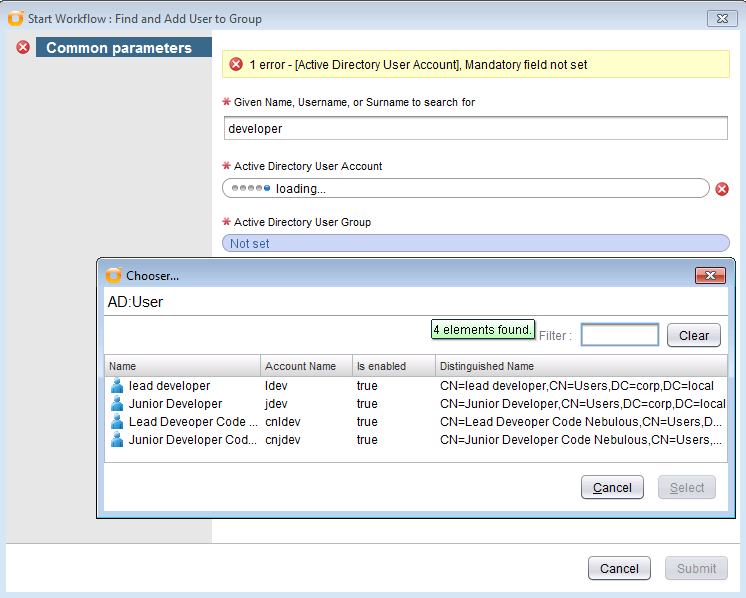 Start Workflow : Find and Add User to Group
Common parameters
1 error - [Active Directory User Account], Mandatory field not set
* Given Name, Username, or Surname to search for
developer
* Active Directory User Account
loading...
* Active Directory User Group
Not set
Chooser...
AD:User
4 elements found.
Filter :
Clear
Name Account Name Is enabled Distinguished Name
lead developer ldev true CN=lead developer,CN=Users,DC=corp,DC=local
Junior Developer jdev true CN=Junior Developer,CN=Users,DC=corp,DC=local
Lead Deveoper Code ... cnldev true CN=Lead Deveoper Code Nebulous,CN=Users,D...
Junior Developer Cod... cnjdev true CN=Junior Developer Code Nebulous,CN=Users,...
Cancel Select
Cancel Submit